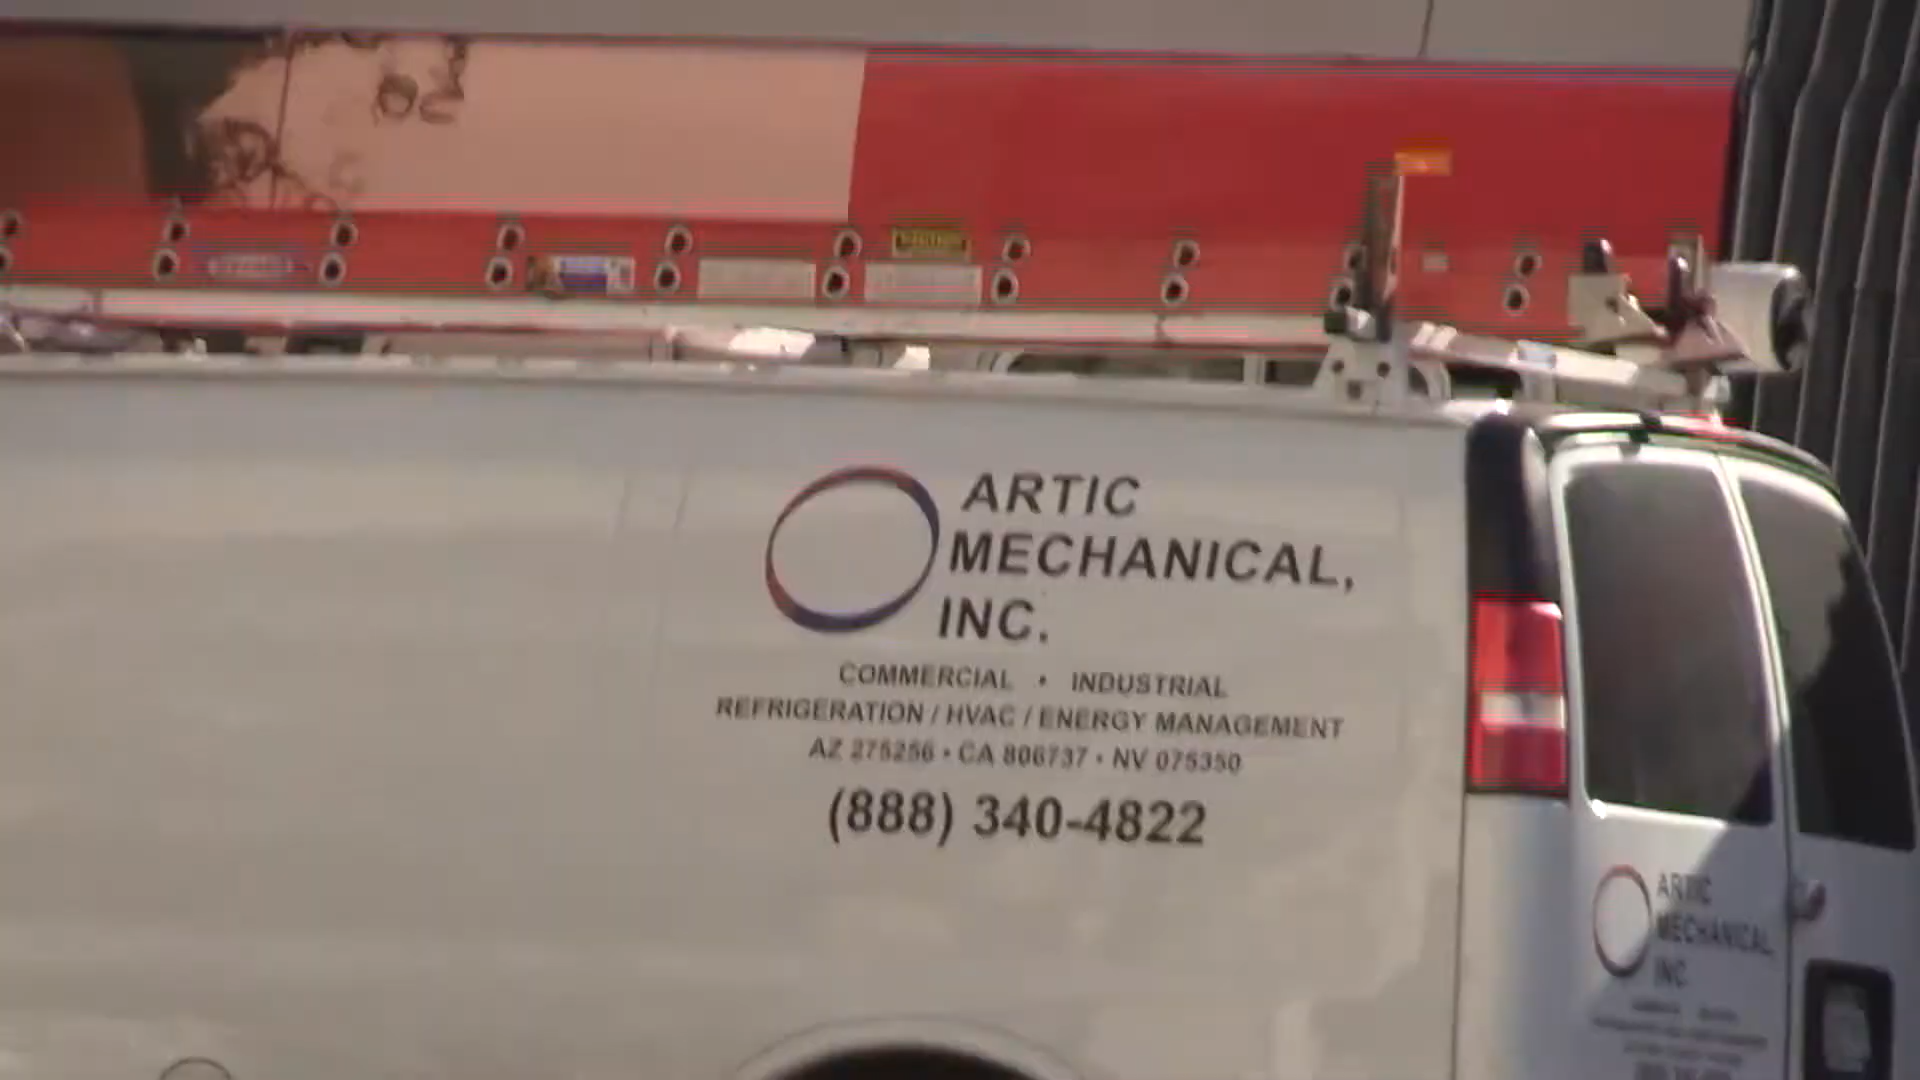 ARTIC
MECHANICAL,
INC.
COMMERCIAL • INDUSTRIAL
REFRIGERATION / HVAC / ENERGY MANAGEMENT
AZ 275256 • CA 806737 • NV 075350
(888) 340-4822
ARTIC
MECHANICAL,
INC.